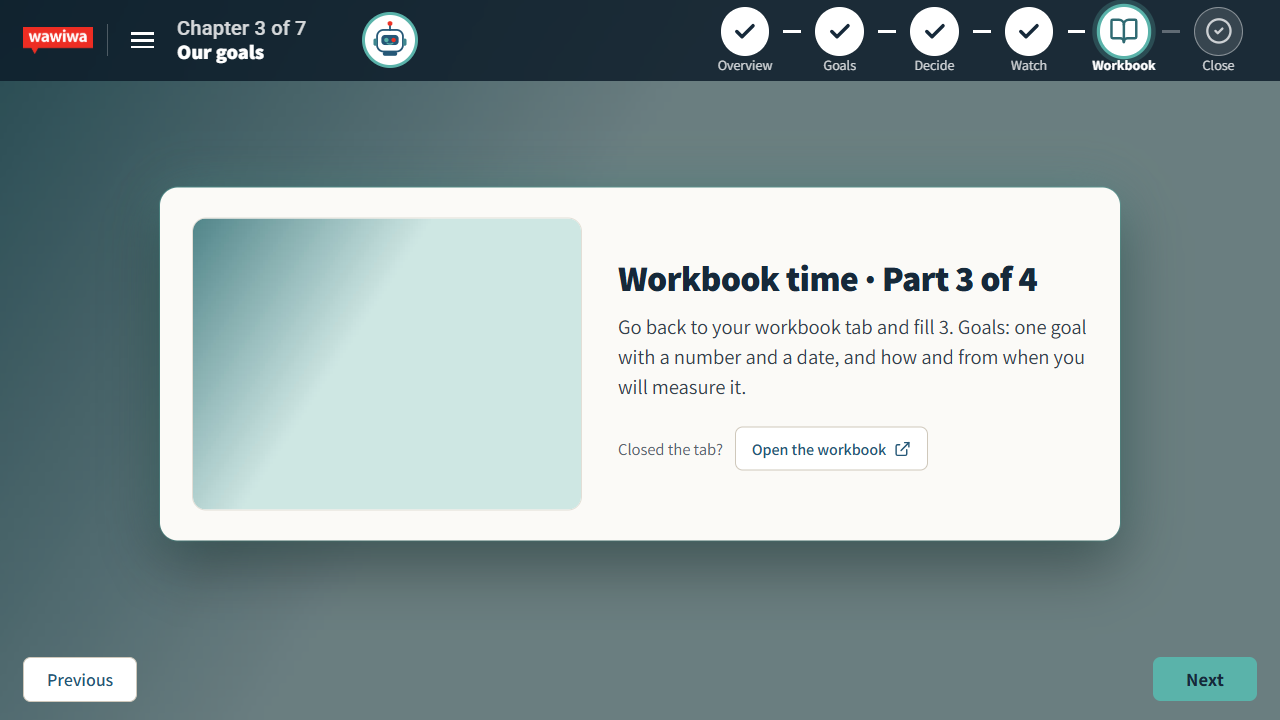 wawiwa
Chapter 3 of 7
Our goals
Overview
Goals
Decide
Watch
Workbook
Close
Workbook time · Part 3 of 4
Go back to your workbook tab and fill 3. Goals: one goal
with a number and a date, and how and from when you
will measure it.
Closed the tab?
Open the workbook
Previous
Next